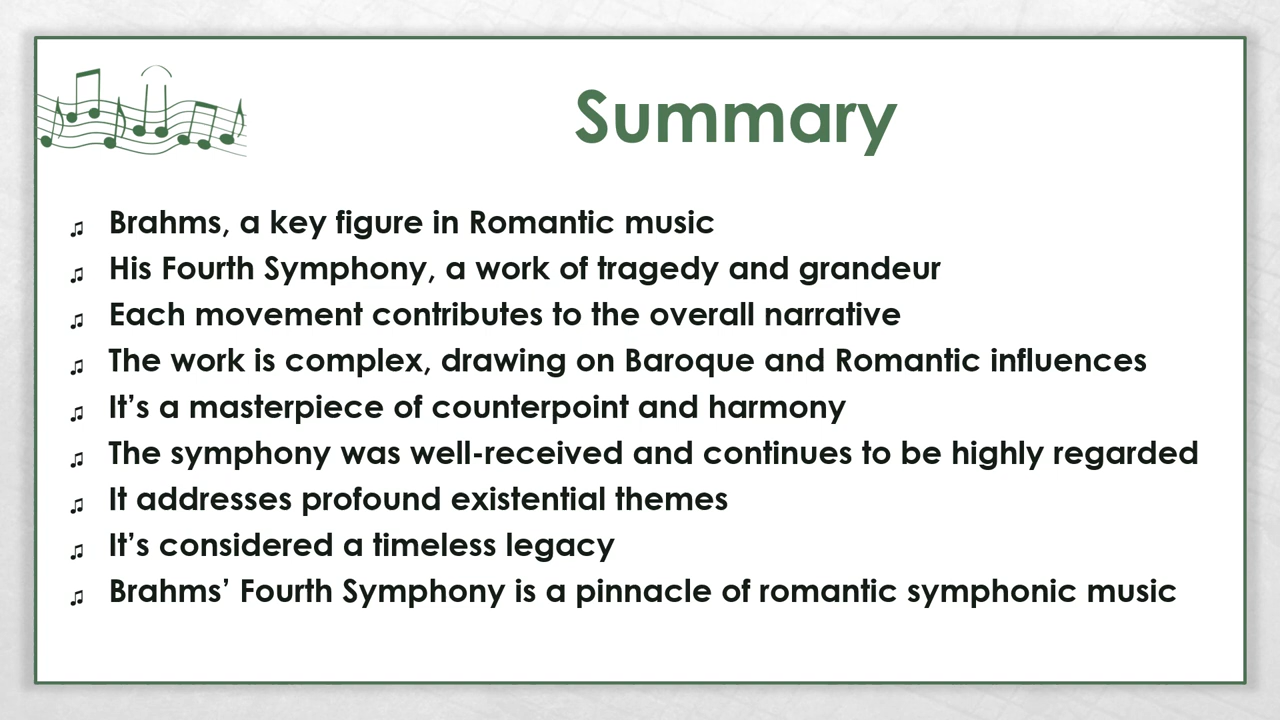 Summary
Brahms, a key figure in Romantic music
His Fourth Symphony, a work of tragedy and grandeur
Each movement contributes to the overall narrative
The work is complex, drawing on Baroque and Romantic influences
It’s a masterpiece of counterpoint and harmony
The symphony was well-received and continues to be highly regarded
It addresses profound existential themes
It’s considered a timeless legacy
Brahms’ Fourth Symphony is a pinnacle of romantic symphonic music